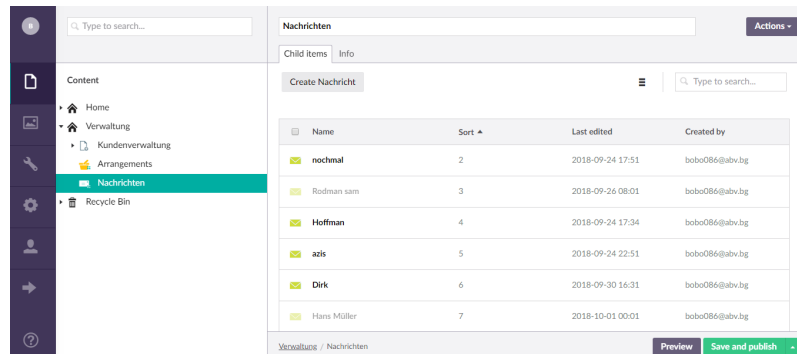 B
Type to search...
Nachrichten
Actions
Child items Info
Content
Create Nachricht
Type to search...
Home
Verwaltung
Kundenverwaltung
Arrangements
Nachrichten
Recycle Bin
Name Sort Last edited Created by
nochmal 2 2018-09-24 17:51 bobo086@abv.bg
Rodman sam 3 2018-09-26 08:01 bobo086@abv.bg
Hoffman 4 2018-09-24 17:34 bobo086@abv.bg
azis 5 2018-09-24 22:51 bobo086@abv.bg
Dirk 6 2018-09-30 16:31 bobo086@abv.bg
Hans Müller 7 2018-10-01 00:01 bobo086@abv.bg
Verwaltung / Nachrichten
Preview Save and publish